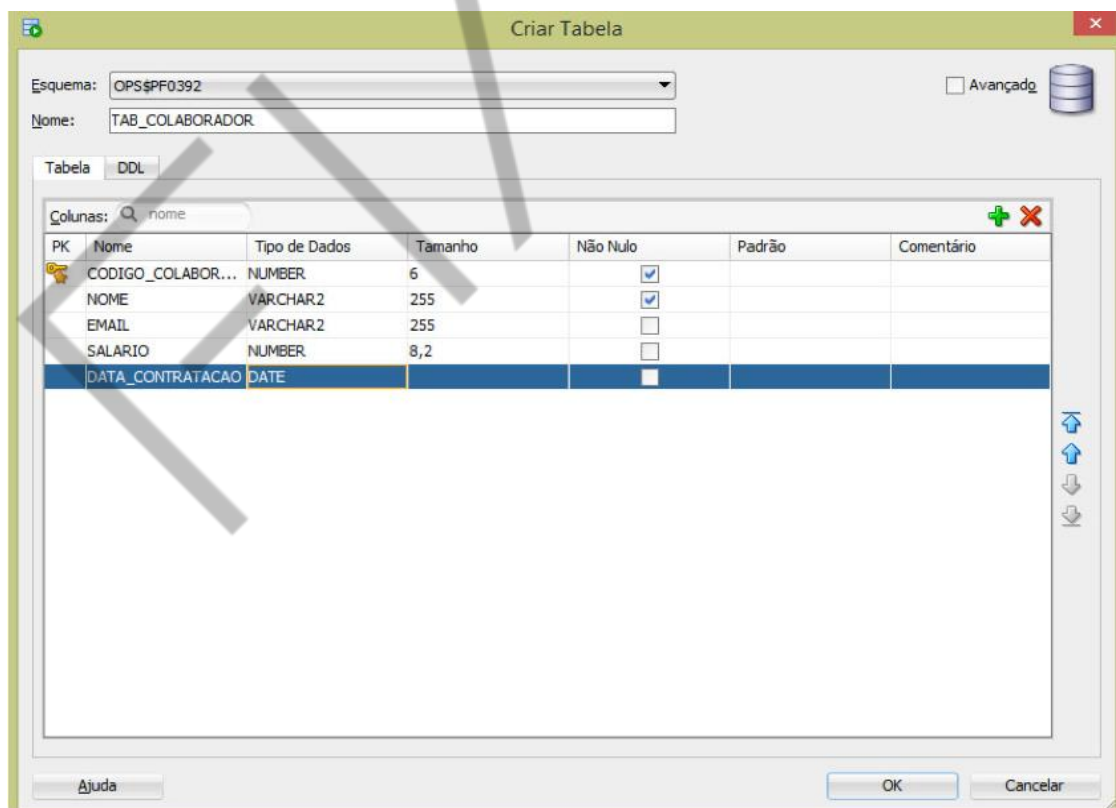 Criar Tabela
Esquema: OPS$PF0392
Avançado
Nome: TAB_COLABORADOR
Tabela DDL
Colunas: nome
PK Nome Tipo de Dados Tamanho Não Nulo Padrão Comentário
CODIGO_COLABOR... NUMBER 6
NOME VARCHAR2 255
EMAIL VARCHAR2 255
SALARIO NUMBER 8,2
DATA_CONTRATACAO DATE
Ajuda OK Cancelar